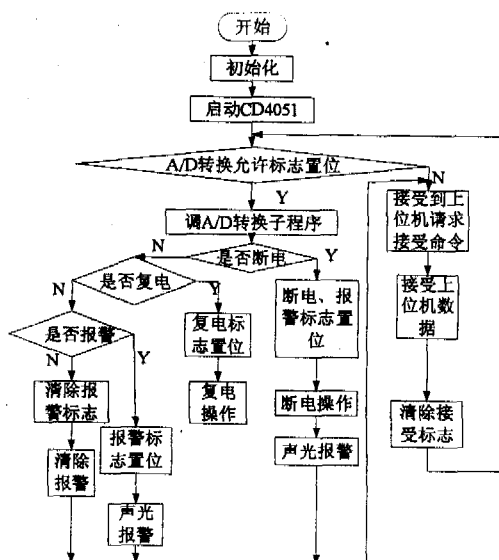 开始
初始化
启动CD4051
A/D转换允许标志置位
N
Y
接受到上
位机请求
接受命令
调A/D转换子程序
N
是否断电
Y
N
是否复电
Y
断电、报
警标志置
位
接受上
位机数
据
复电标
志置位
是否报警
N
Y
复电
操作
清除报
警标志
断电操作
清除接
受标志
报警标
志置位
清除
报警
声光报警
声光
报警